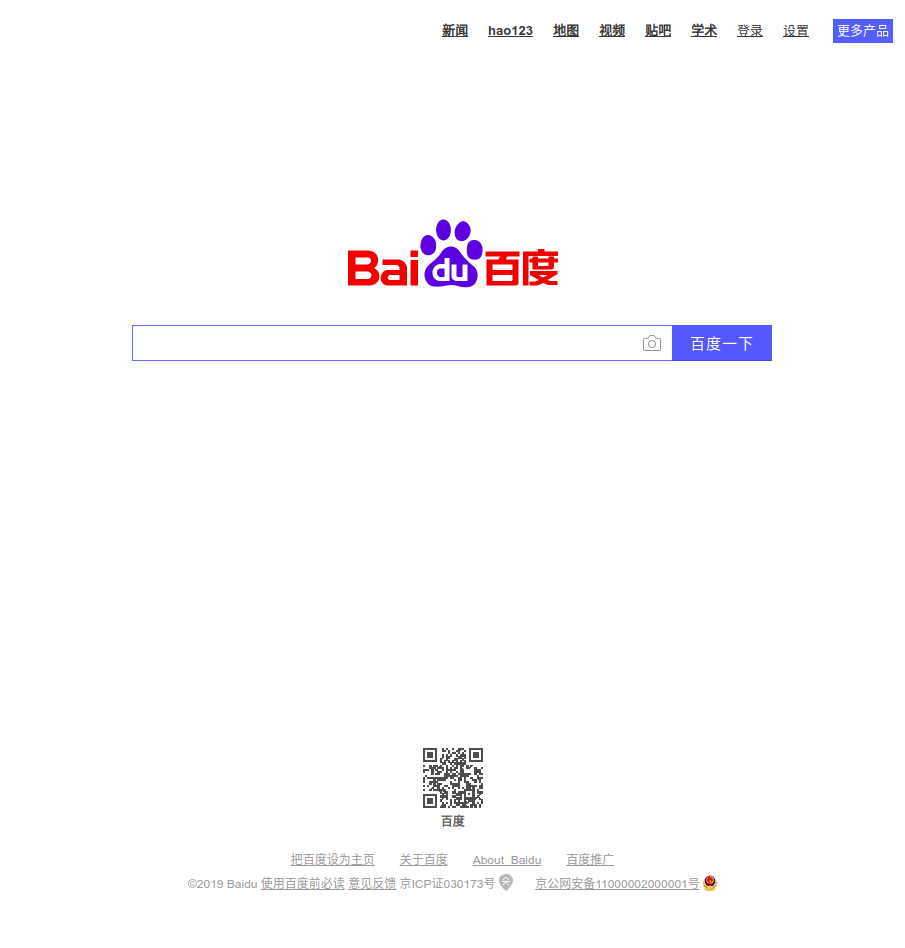 新闻 hao123 地图 视频 贴吧 学术 登录 设置 更多产品
Baidu百度
百度一下
百度
把百度设为主页 关于百度 About Baidu 百度推广
©2019 Baidu 使用百度前必读 意见反馈 京ICP证030173号 京公网安备11000002000001号